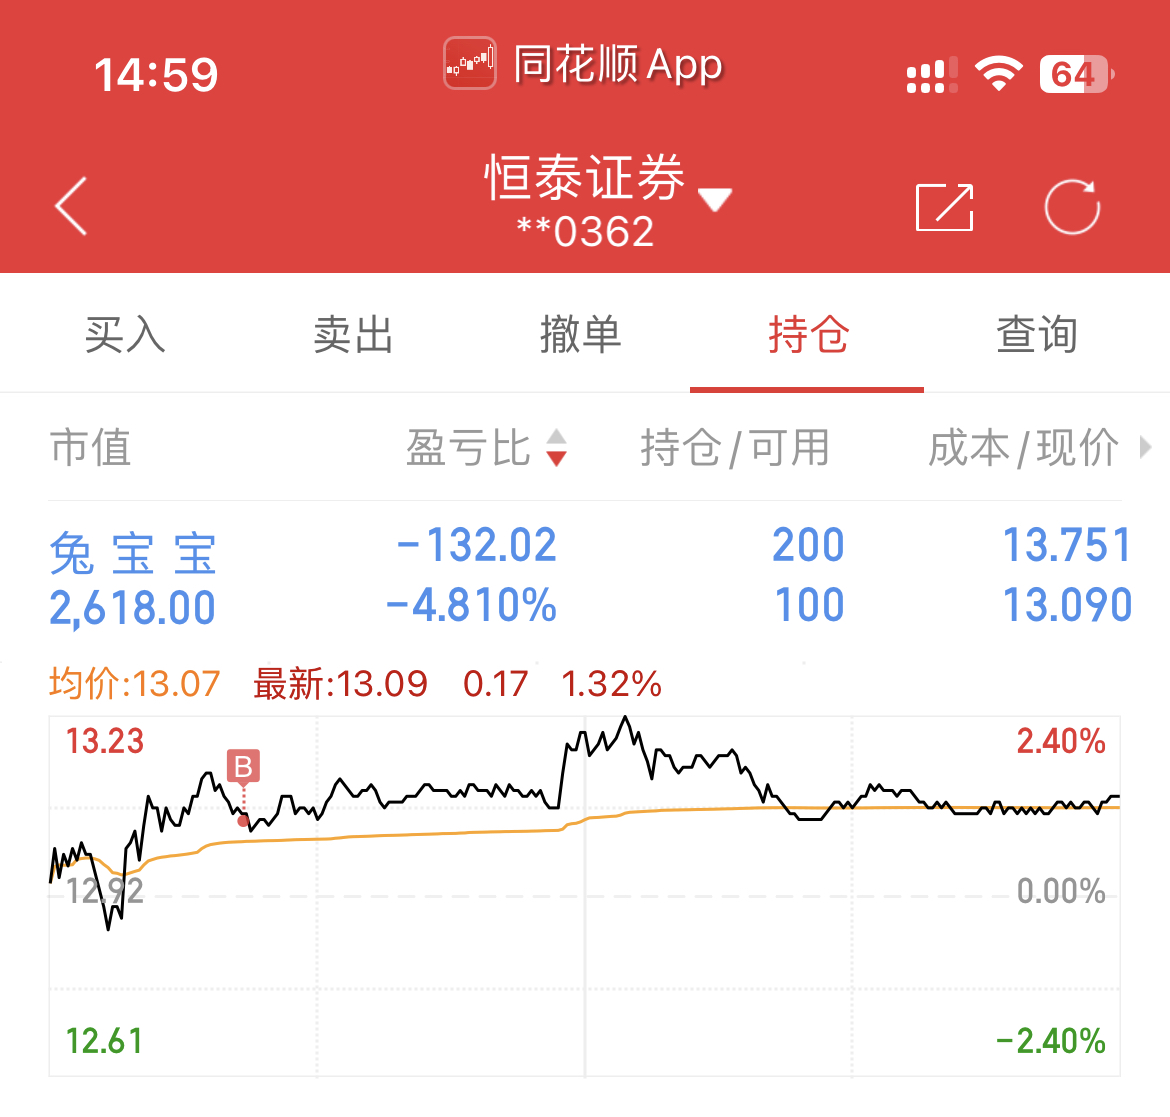 14:59 同花顺App 64
恒泰证券
**0362
买入 卖出 撤单 持仓 查询
市值 盈亏比 持仓/可用 成本/现价
兔宝宝 -132.02 200 13.751
2,618.00 -4.810% 100 13.090
均价:13.07 最新:13.09 0.17 1.32%
13.23 2.40%
B
12.92 0.00%
12.61 -2.40%